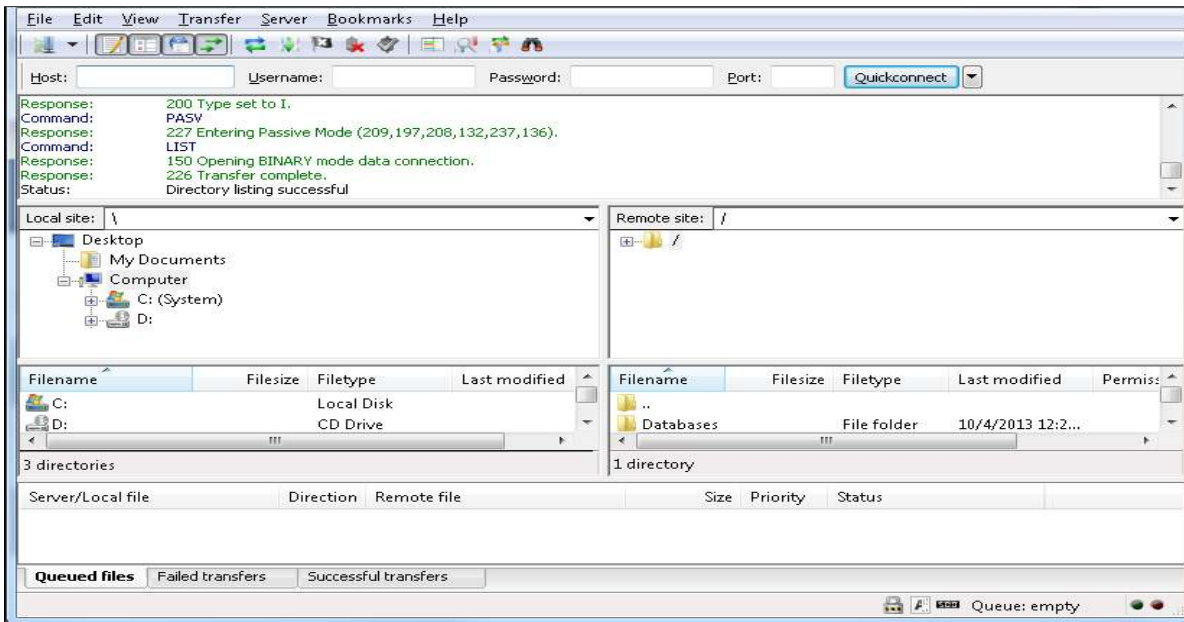 File Edit View Transfer Server Bookmarks Help
Host: Username: Password: Port: Quickconnect
Response: 200 Type set to I.
Command: PASV
Response: 227 Entering Passive Mode (209,197,208,132,237,136).
Command: LIST
Response: 150 Opening BINARY mode data connection.
Response: 226 Transfer complete.
Status: Directory listing successful
Local site: \
Desktop
My Documents
Computer
C: (System)
D:
Remote site: /
/
Filename Filesize Filetype Last modified
C: Local Disk
D: CD Drive
3 directories
Filename Filesize Filetype Last modified Permiss
..
Databases File folder 10/4/2013 12:2...
1 directory
Server/Local file Direction Remote file Size Priority Status
Queued files Failed transfers Successful transfers
Queue: empty